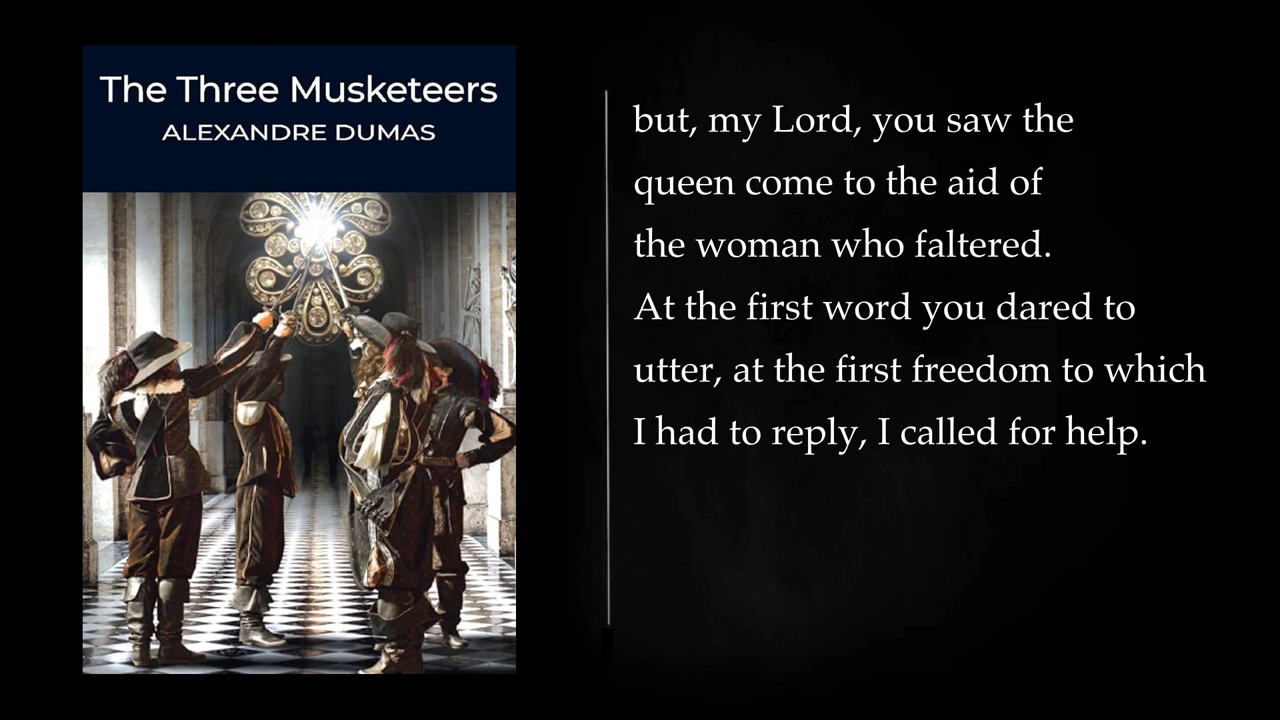 The Three Musketeers
ALEXANDRE DUMAS
but, my Lord, you saw the
queen come to the aid of
the woman who faltered.
At the first word you dared to
utter, at the first freedom to which
I had to reply, I called for help.